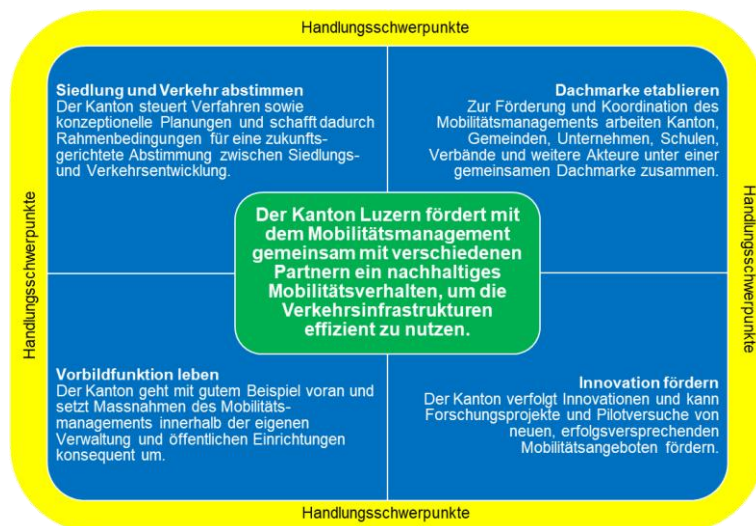 Handlungsschwerpunkte
Siedlung und Verkehr abstimmen
Der Kanton steuert Verfahren sowie
konzeptionelle Planungen und schafft dadurch
Rahmenbedingungen für eine zukunfts-
gerichtete Abstimmung zwischen Siedlungs-
und Verkehrsentwicklung.
Dachmarke etablieren
Zur Förderung und Koordination des
Mobilitätsmanagements arbeiten Kanton,
Gemeinden, Unternehmen, Schulen,
Verbände und weitere Akteure unter einer
gemeinsamen Dachmarke zusammen.
Handlungsschwerpunkte
Der Kanton Luzern fördert mit
dem Mobilitätsmanagement
gemeinsam mit verschiedenen
Partnern ein nachhaltiges
Mobilitätsverhalten, um die
Verkehrsinfrastrukturen
effizient zu nutzen.
Handlungsschwerpunkte
Vorbildfunktion leben
Der Kanton geht mit gutem Beispiel voran und
setzt Massnahmen des Mobilitäts-
managements innerhalb der eigenen
Verwaltung und öffentlichen Einrichtungen
konsequent um.
Innovation fördern
Der Kanton verfolgt Innovationen und kann
Forschungsprojekte und Pilotversuche von
neuen, erfolgsversprechenden
Mobilitätsangeboten fördern.
Handlungsschwerpunkte